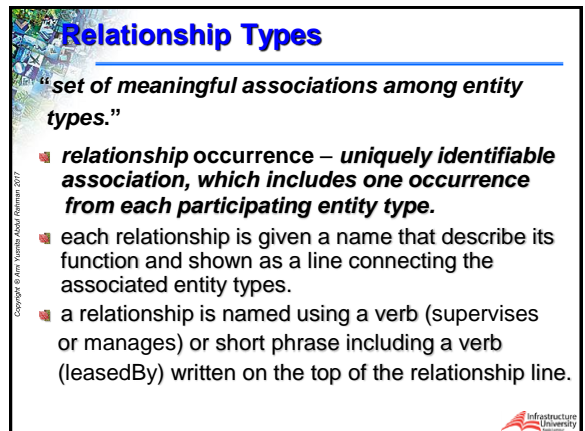 Relationship Types
“set of meaningful associations among entity
types.”
relationship occurrence – uniquely identifiable
association, which includes one occurrence
from each participating entity type.
each relationship is given a name that describe its
function and shown as a line connecting the
associated entity types.
a relationship is named using a verb (supervises
or manages) or short phrase including a verb
(leasedBy) written on the top of the relationship line.
Copyright @ Ami Yusnita Abdul Rahman 2017
Infrastructure
University